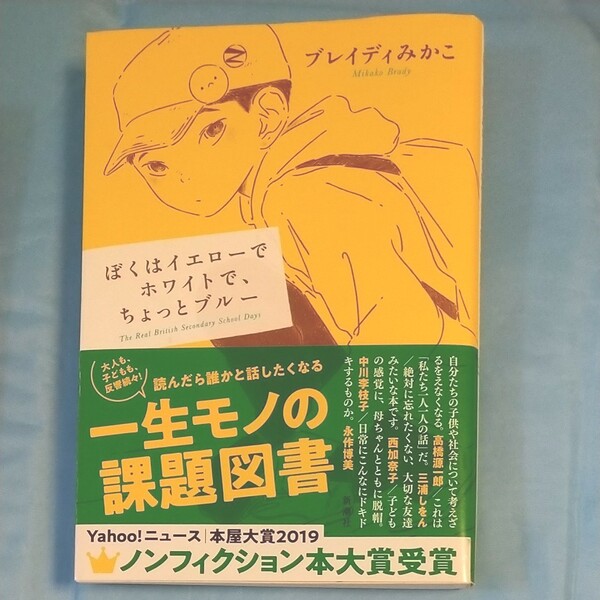 ブレイディみかこ
Mikako Brady
N
ぼくはイエローで
ホワイトで、
ちょっとブルー
The Real British Secondary School Days
大人も、
子どもも、
反響続々!
読んだら誰かと話したくなる
一生モノの
課題図書
自分たちの子供や社会について考えざ
るをえなくなる。高橋源一郎/これは
「私たち一人一人の話」だ。三浦しをん
/絶対に忘れたくない、大切な友達
みたいな本です。西加奈子/子ども
の感覚に、母ちゃんとともに脱帽。
中川李枝子/日常にこんなにドキド
キするものか。永作博美
新潮社
Yahoo!ニュース|本屋大賞2019
ノンフィクション本大賞受賞